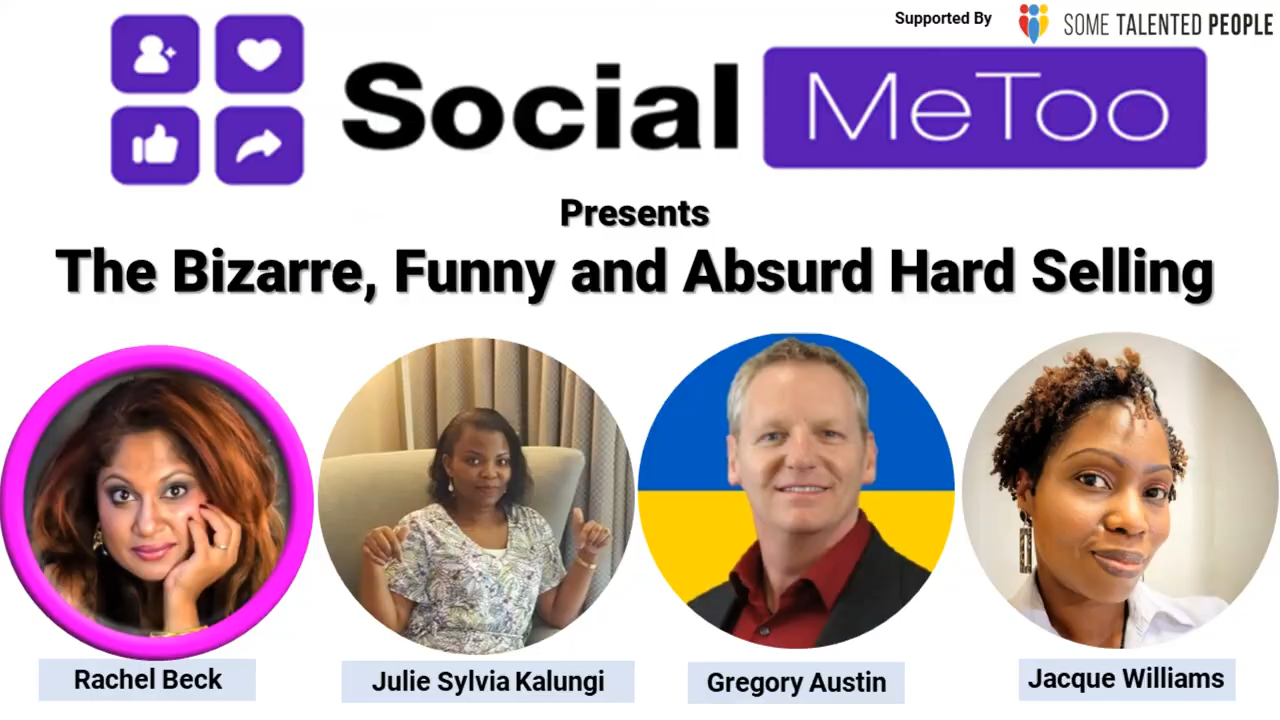 Supported By SOME TALENTED PEOPLE
Social MeToo
Presents
The Bizarre, Funny and Absurd Hard Selling
Rachel Beck
Julie Sylvia Kalungi
Gregory Austin
Jacque Williams